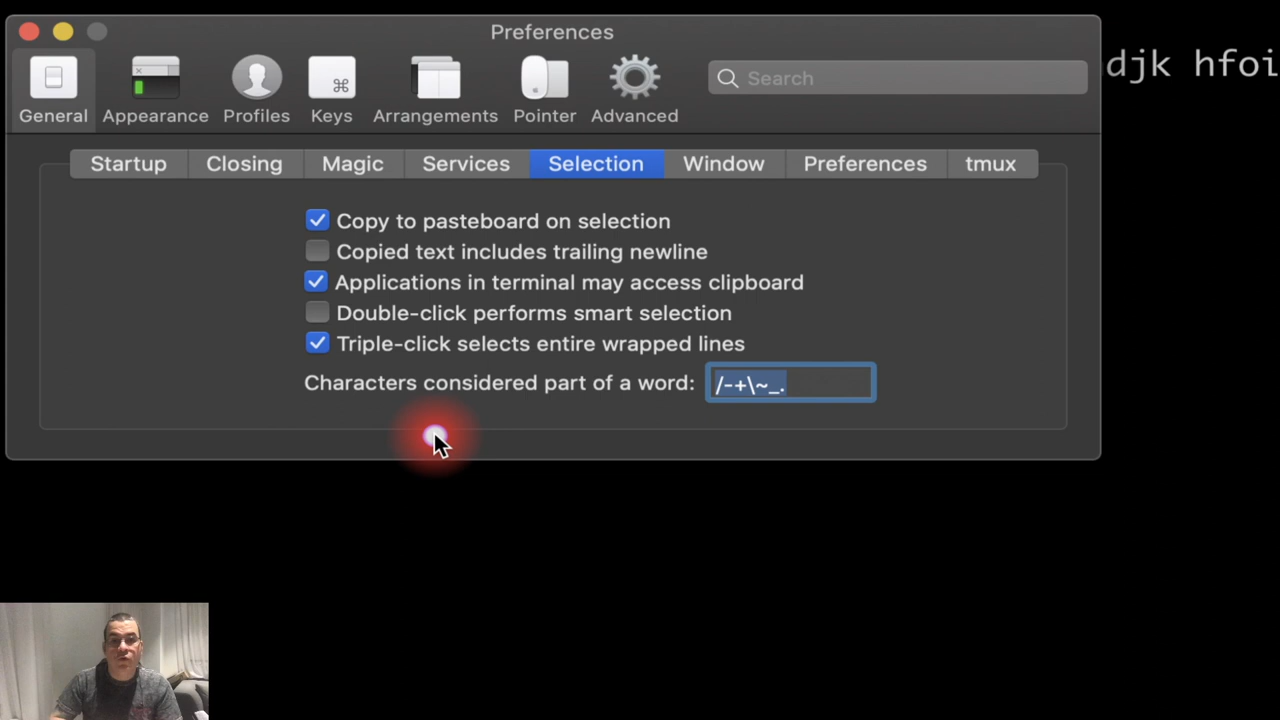 Preferences
General Appearance Profiles Keys Arrangements Pointer Advanced
Search
djk hfoi
Startup Closing Magic Services Selection Window Preferences tmux
Copy to pasteboard on selection
Copied text includes trailing newline
Applications in terminal may access clipboard
Double-click performs smart selection
Triple-click selects entire wrapped lines
Characters considered part of a word: /-+\~_.